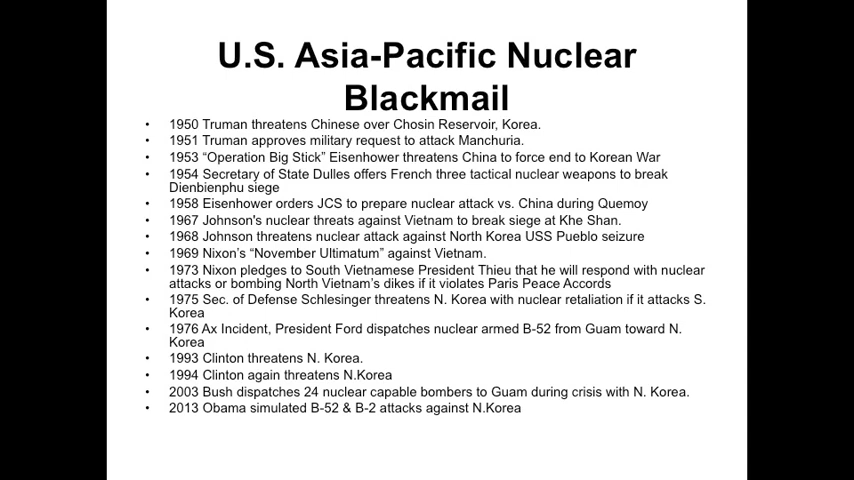 U.S. Asia-Pacific Nuclear
Blackmail
• 1950 Truman threatens Chinese over Chosin Reservoir, Korea.
• 1951 Truman approves military request to attack Manchuria.
• 1953 “Operation Big Stick” Eisenhower threatens China to force end to Korean War
• 1954 Secretary of State Dulles offers French three tactical nuclear weapons to break
Dienbienphu siege
• 1958 Eisenhower orders JCS to prepare nuclear attack vs. China during Quemoy
• 1967 Johnson's nuclear threats against Vietnam to break siege at Khe Shan.
• 1968 Johnson threatens nuclear attack against North Korea USS Pueblo seizure
• 1969 Nixon’s “November Ultimatum” against Vietnam.
• 1973 Nixon pledges to South Vietnamese President Thieu that he will respond with nuclear
attacks or bombing North Vietnam’s dikes if it violates Paris Peace Accords
• 1975 Sec. of Defense Schlesinger threatens N. Korea with nuclear retaliation if it attacks S.
Korea
• 1976 Ax Incident, President Ford dispatches nuclear armed B-52 from Guam toward N.
Korea
• 1993 Clinton threatens N. Korea.
• 1994 Clinton again threatens N.Korea
• 2003 Bush dispatches 24 nuclear capable bombers to Guam during crisis with N. Korea.
• 2013 Obama simulated B-52 & B-2 attacks against N.Korea